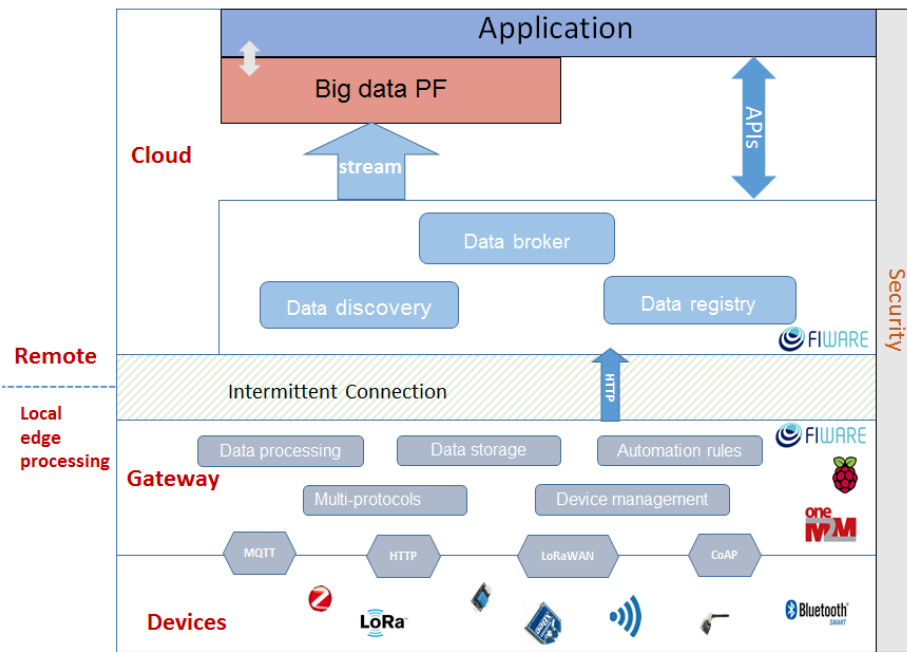 Application
Big data PF
APIs
stream
Cloud
Data broker
Data discovery
Data registry
Security
FIWARE
Remote
HTTP
Intermittent Connection
Local
edge
processing
FIWARE
Data processing
Data storage
Automation rules
Gateway
Multi-protocols
Device management
one
M2M
MQTT
HTTP
LoRaWAN
CoAP
Devices
LoRa
Bluetooth
SMART